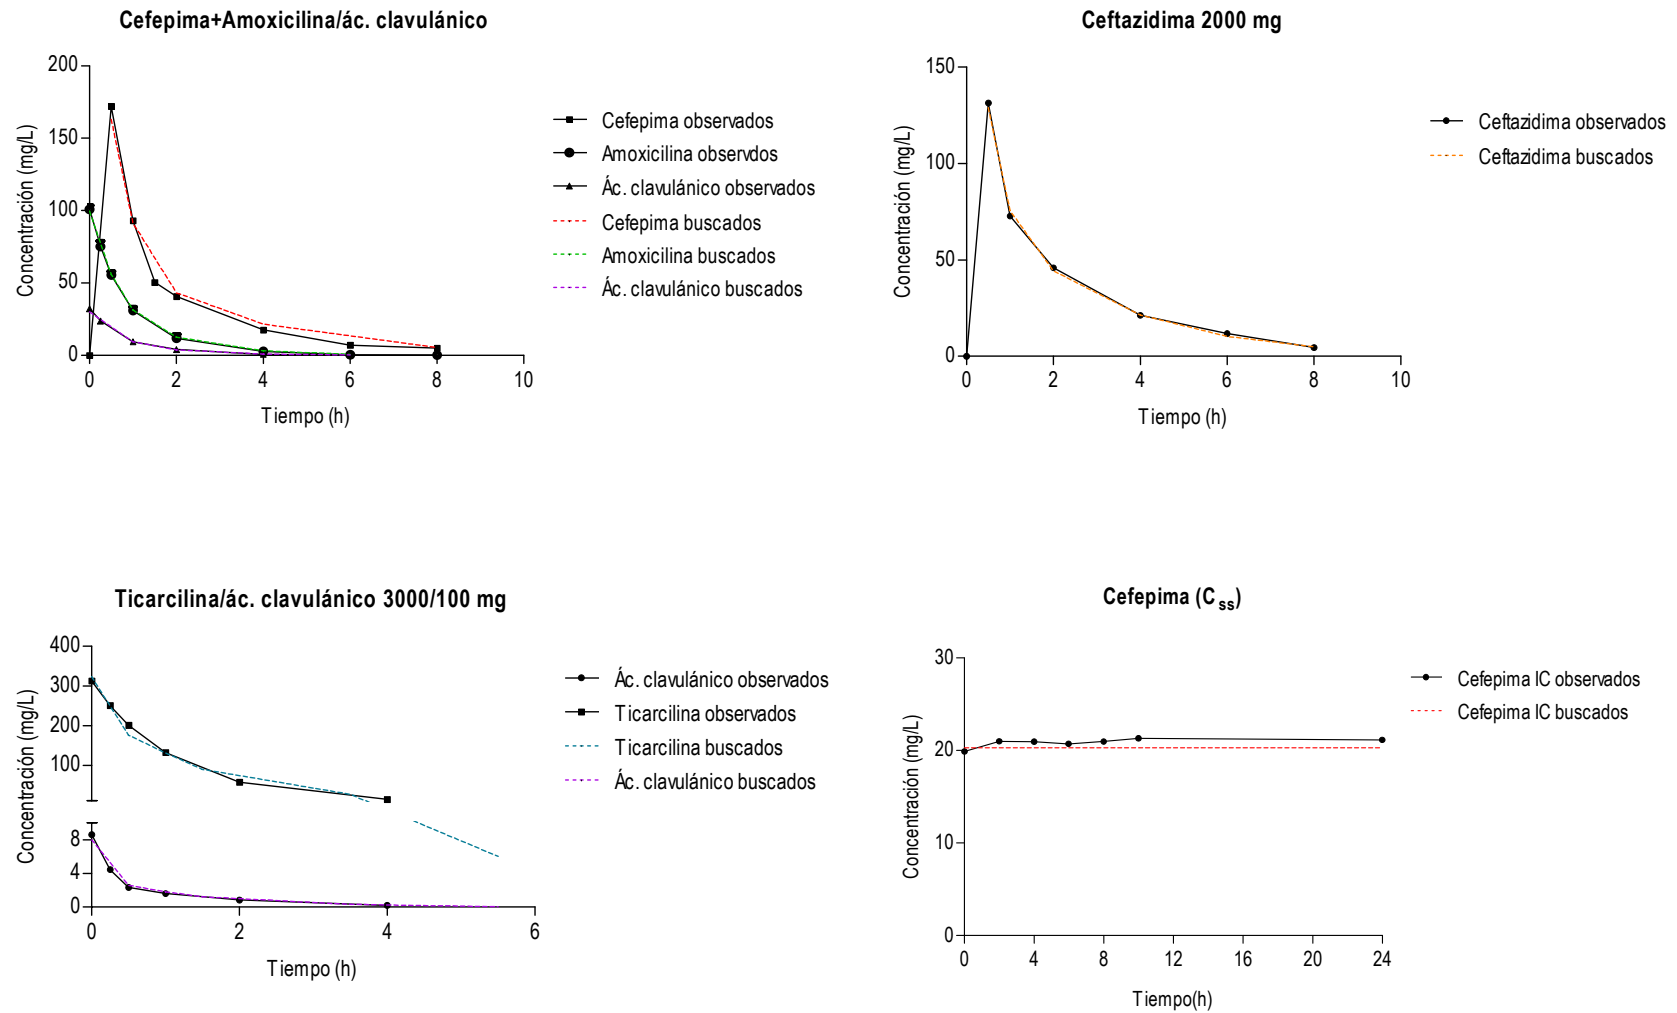 Cefepima+Amoxicilina/ác. clavulánico
Concentración (mg/L)
200
150
100
50
0
0 2 4 6 8 10
Tiempo (h)
Cefepima observados
Amoxicilina observdos
Ác. clavulánico observados
Cefepima buscados
Amoxicilina buscados
Ác. clavulánico buscados
Ceftazidima 2000 mg
Concentración (mg/L)
150
100
50
0
0 2 4 6 8 10
Tiempo (h)
Ceftazidima observados
Ceftazidima buscados
Ticarcilina/ác. clavulánico 3000/100 mg
Concentración (mg/L)
400
300
200
100
8
4
0
0 2 4 6
Tiempo (h)
Ác. clavulánico observados
Ticarcilina observados
Ticarcilina buscados
Ác. clavulánico buscados
Cefepima (Css)
Concentración (mg/L)
30
20
10
0
0 4 8 12 16 20 24
Tiempo(h)
Cefepima IC observados
Cefepima IC buscados